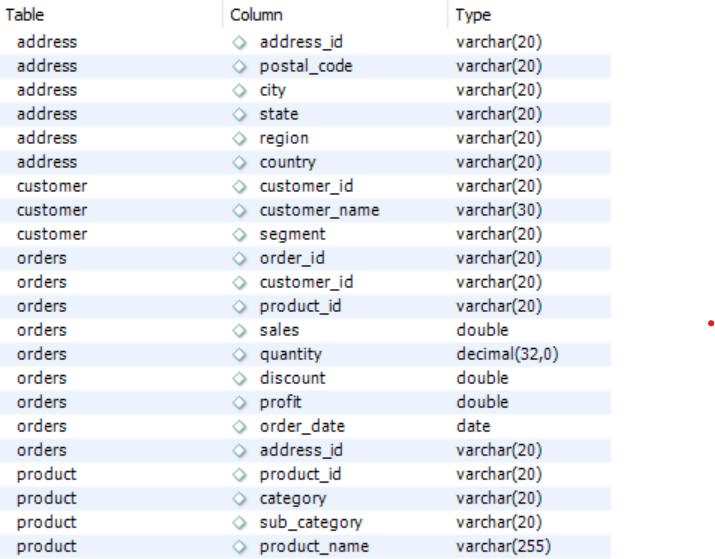 Table Column Type
address address_id varchar(20)
address postal_code varchar(20)
address city varchar(20)
address state varchar(20)
address region varchar(20)
address country varchar(20)
customer customer_id varchar(20)
customer customer_name varchar(30)
customer segment varchar(20)
orders order_id varchar(20)
orders customer_id varchar(20)
orders product_id varchar(20)
orders sales double
orders quantity decimal(32,0)
orders discount double
orders profit double
orders order_date date
orders address_id varchar(20)
product product_id varchar(20)
product category varchar(20)
product sub_category varchar(20)
product product_name varchar(255)